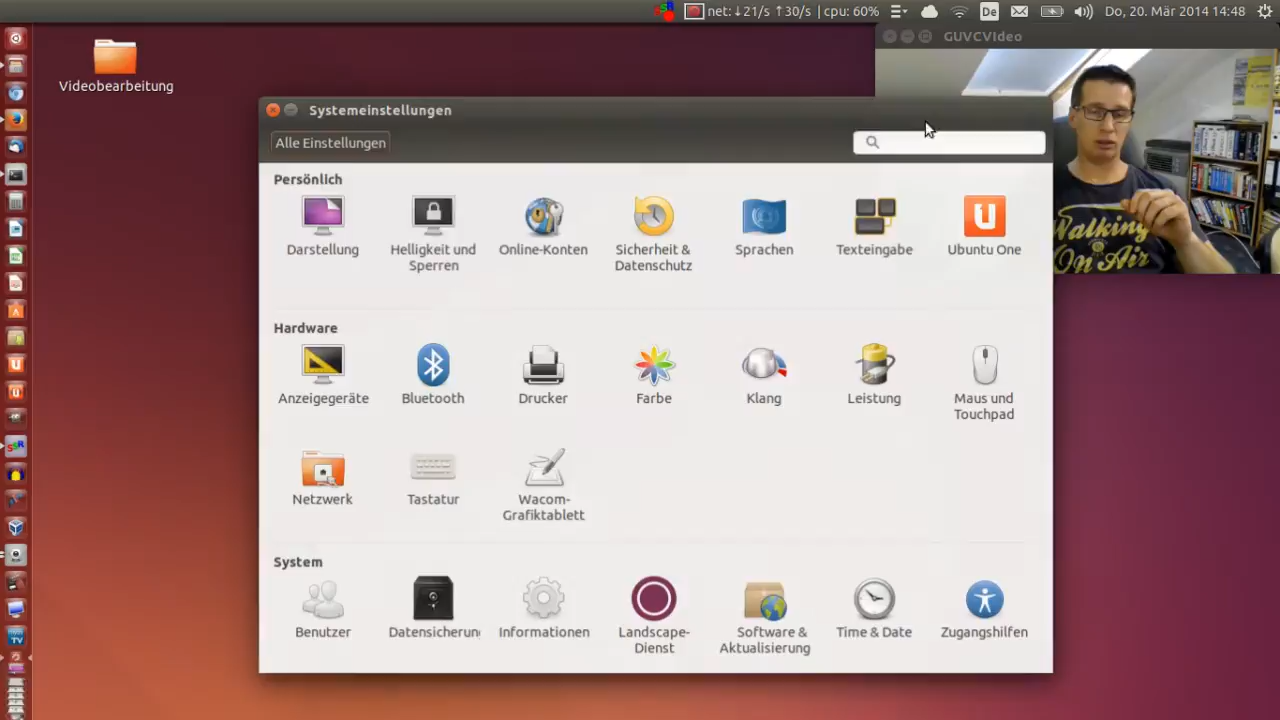 net: ↓21/s ↑30/s | cpu: 60%
De
Do, 20. Mär 2014 14:48
GUVCVideo
Videobearbeitung
Systemeinstellungen
Alle Einstellungen
Persönlich
Darstellung
Helligkeit und
Sperren
Online-Konten
Sicherheit &
Datenschutz
Sprachen
Texteingabe
Ubuntu One
Hardware
Anzeigegeräte
Bluetooth
Drucker
Farbe
Klang
Leistung
Maus und
Touchpad
Netzwerk
Tastatur
Wacom-
Grafiktablett
System
Benutzer
Datensicherun
Informationen
Landscape-
Dienst
Software &
Aktualisierung
Time & Date
Zugangshilfen
Walking
On Air